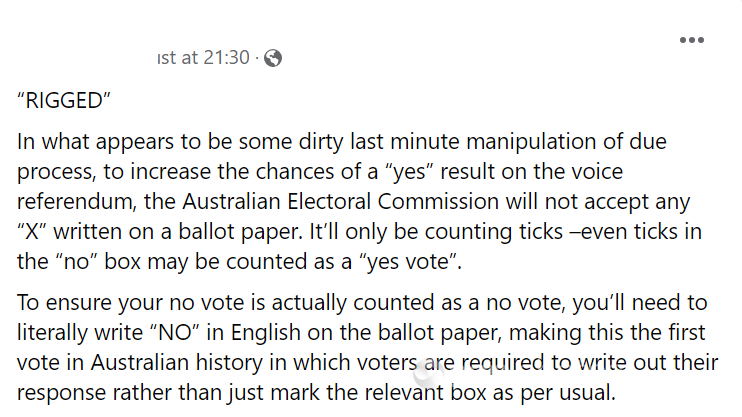 ıst at 21:30 ·
“RIGGED”
In what appears to be some dirty last minute manipulation of due
process, to increase the chances of a “yes” result on the voice
referendum, the Australian Electoral Commission will not accept any
“X” written on a ballot paper. It’ll only be counting ticks –even ticks in
the “no” box may be counted as a “yes vote”.
To ensure your no vote is actually counted as a no vote, you’ll need to
literally write “NO” in English on the ballot paper, making this the first
vote in Australian history in which voters are required to write out their
response rather than just mark the relevant box as per usual.